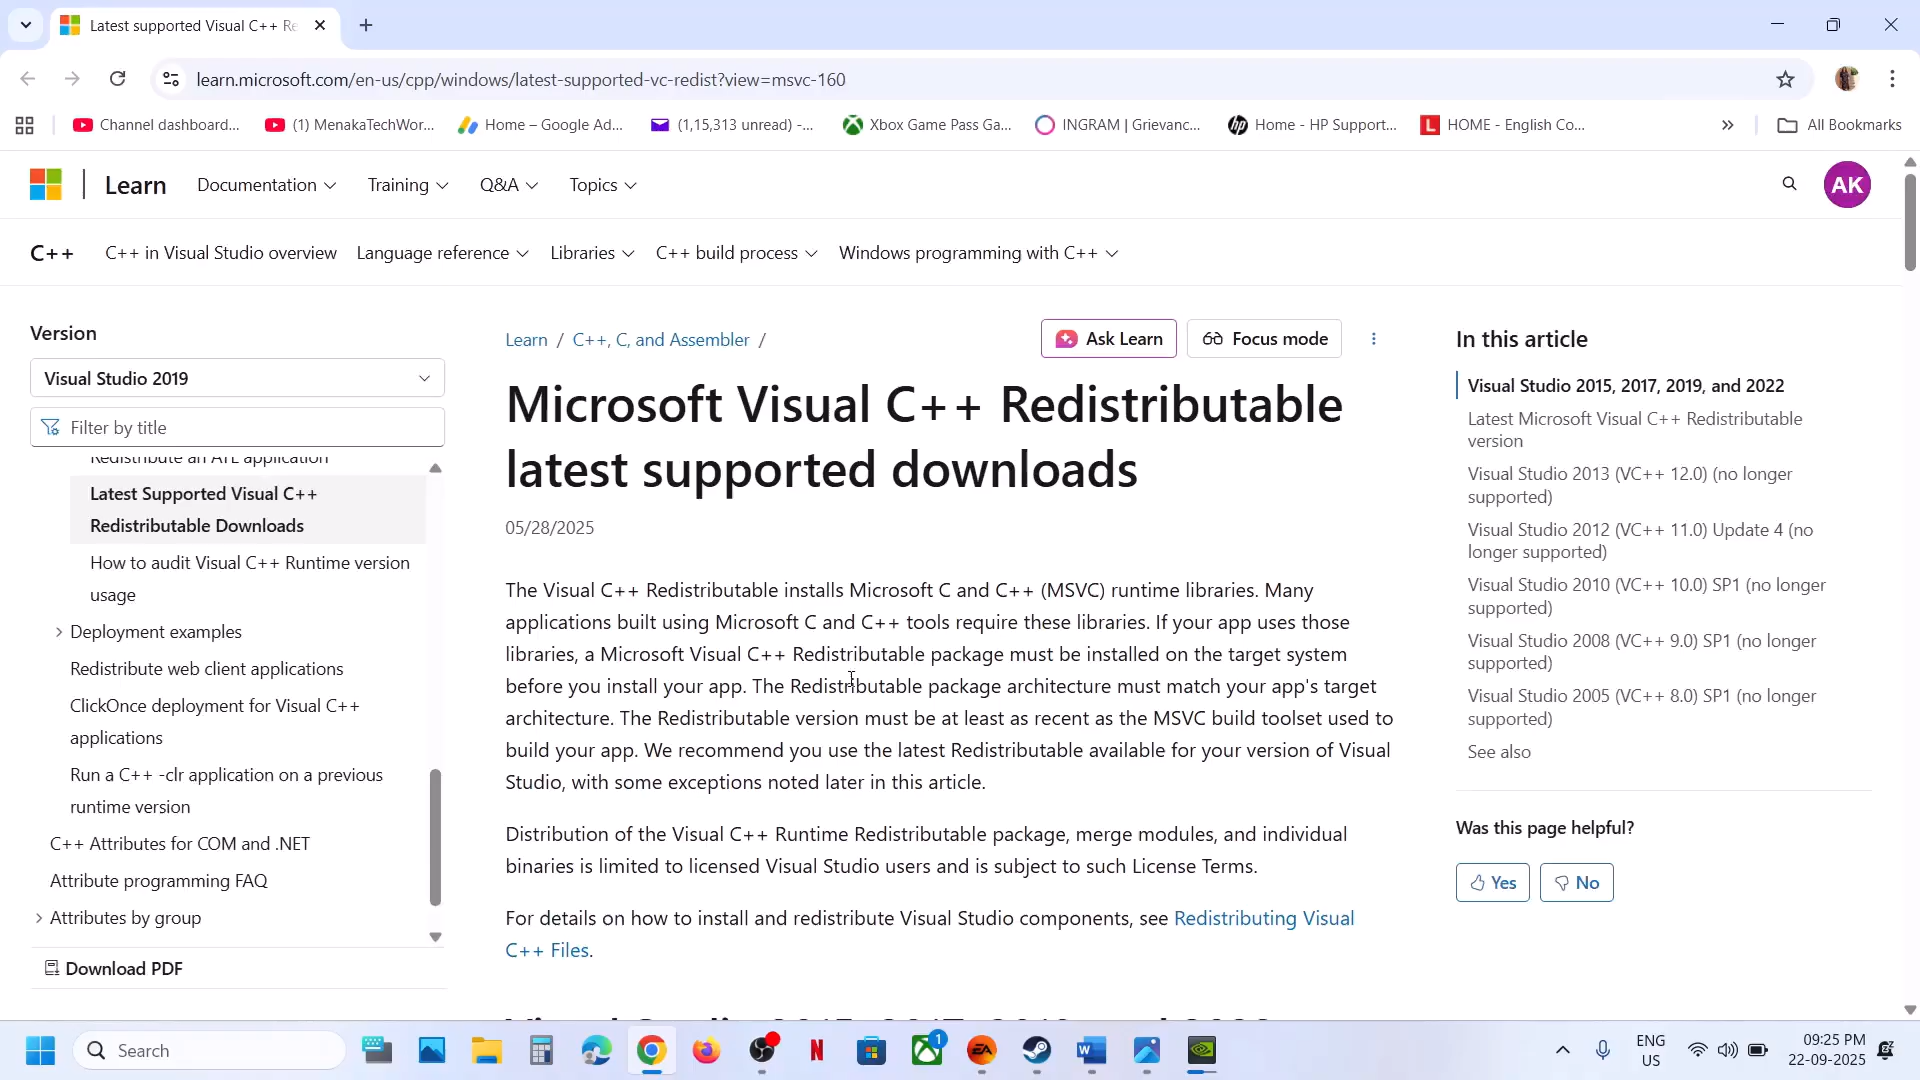 Latest supported Visual C++ Re
learn.microsoft.com/en-us/cpp/windows/latest-supported-vc-redist?view=msvc-160
Channel dashboard...
(1) MenakaTechWor...
Home – Google Ad...
(1,15,313 unread) -...
Xbox Game Pass Ga...
INGRAM | Grievanc...
Home - HP Support...
HOME - English Co...
All Bookmarks
Learn
Documentation
Training
Q&A
Topics
AK
C++
C++ in Visual Studio overview
Language reference
Libraries
C++ build process
Windows programming with C++
Version
Visual Studio 2019
Filter by title
Redistribute an ATL application
Latest Supported Visual C++
Redistributable Downloads
How to audit Visual C++ Runtime version
usage
Deployment examples
Redistribute web client applications
ClickOnce deployment for Visual C++
applications
Run a C++ -clr application on a previous
runtime version
C++ Attributes for COM and .NET
Attribute programming FAQ
Attributes by group
Download PDF
Learn / C++, C, and Assembler /
Ask Learn
Focus mode
Microsoft Visual C++ Redistributable
latest supported downloads
05/28/2025
The Visual C++ Redistributable installs Microsoft C and C++ (MSVC) runtime libraries. Many
applications built using Microsoft C and C++ tools require these libraries. If your app uses those
libraries, a Microsoft Visual C++ Redistributable package must be installed on the target system
before you install your app. The Redistributable package architecture must match your app's target
architecture. The Redistributable version must be at least as recent as the MSVC build toolset used to
build your app. We recommend you use the latest Redistributable available for your version of Visual
Studio, with some exceptions noted later in this article.
Distribution of the Visual C++ Runtime Redistributable package, merge modules, and individual
binaries is limited to licensed Visual Studio users and is subject to such License Terms.
For details on how to install and redistribute Visual Studio components, see Redistributing Visual
C++ Files.
Visual Studio 2015, 2017, 2019, and 2022
In this article
Visual Studio 2015, 2017, 2019, and 2022
Latest Microsoft Visual C++ Redistributable
version
Visual Studio 2013 (VC++ 12.0) (no longer
supported)
Visual Studio 2012 (VC++ 11.0) Update 4 (no
longer supported)
Visual Studio 2010 (VC++ 10.0) SP1 (no longer
supported)
Visual Studio 2008 (VC++ 9.0) SP1 (no longer
supported)
Visual Studio 2005 (VC++ 8.0) SP1 (no longer
supported)
See also
Was this page helpful?
Yes
No
Search
1
ENG
US
09:25 PM
22-09-2025